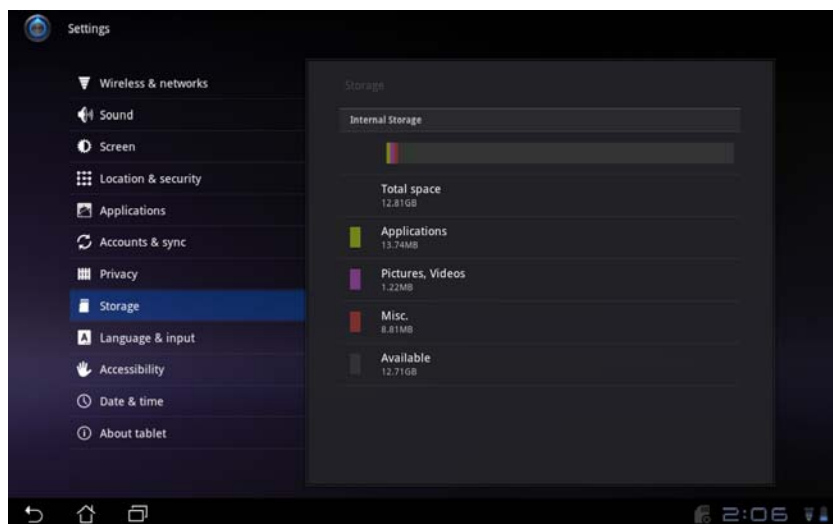 Settings
Wireless & networks
Sound
Screen
Location & security
Applications
Accounts & sync
Privacy
Storage
Language & input
Accessibility
Date & time
About tablet
Storage
Internal Storage
Total space
12.81GB
Applications
13.74MB
Pictures, Videos
1.22MB
Misc.
8.81MB
Available
12.71GB
2:06